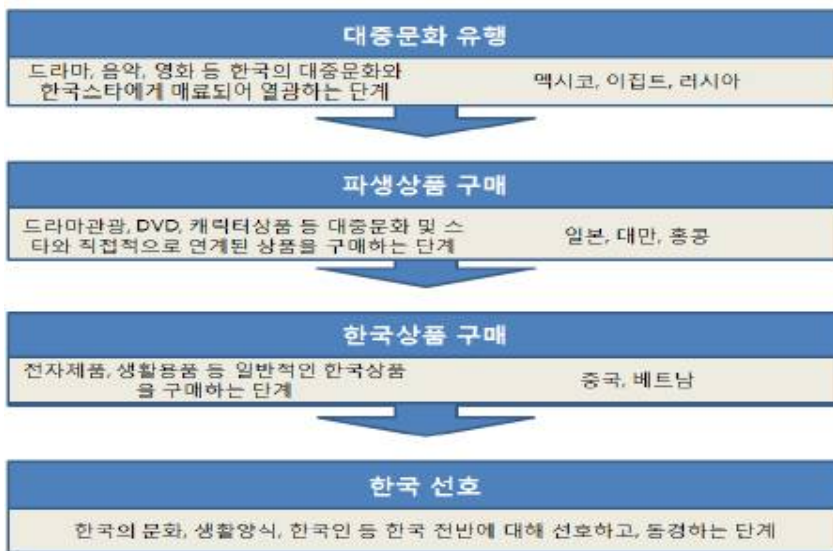 대중문화 유행
드라마, 음악, 영화 등 한국의 대중문화와
한국스타에게 매료되어 열광하는 단계
멕시코, 이집트, 러시아
파생상품 구매
드라마관광, DVD, 캐릭터상품 등 대중문화 및 스
타와 직접적으로 연계된 상품을 구매하는 단계
일본, 대만, 홍콩
한국상품 구매
전자제품, 생활용품 등 일반적인 한국상품
을 구매하는 단계
중국, 베트남
한국 선호
한국의 문화, 생활양식, 한국인 등 한국 전반에 대해 선호하고, 동경하는 단계